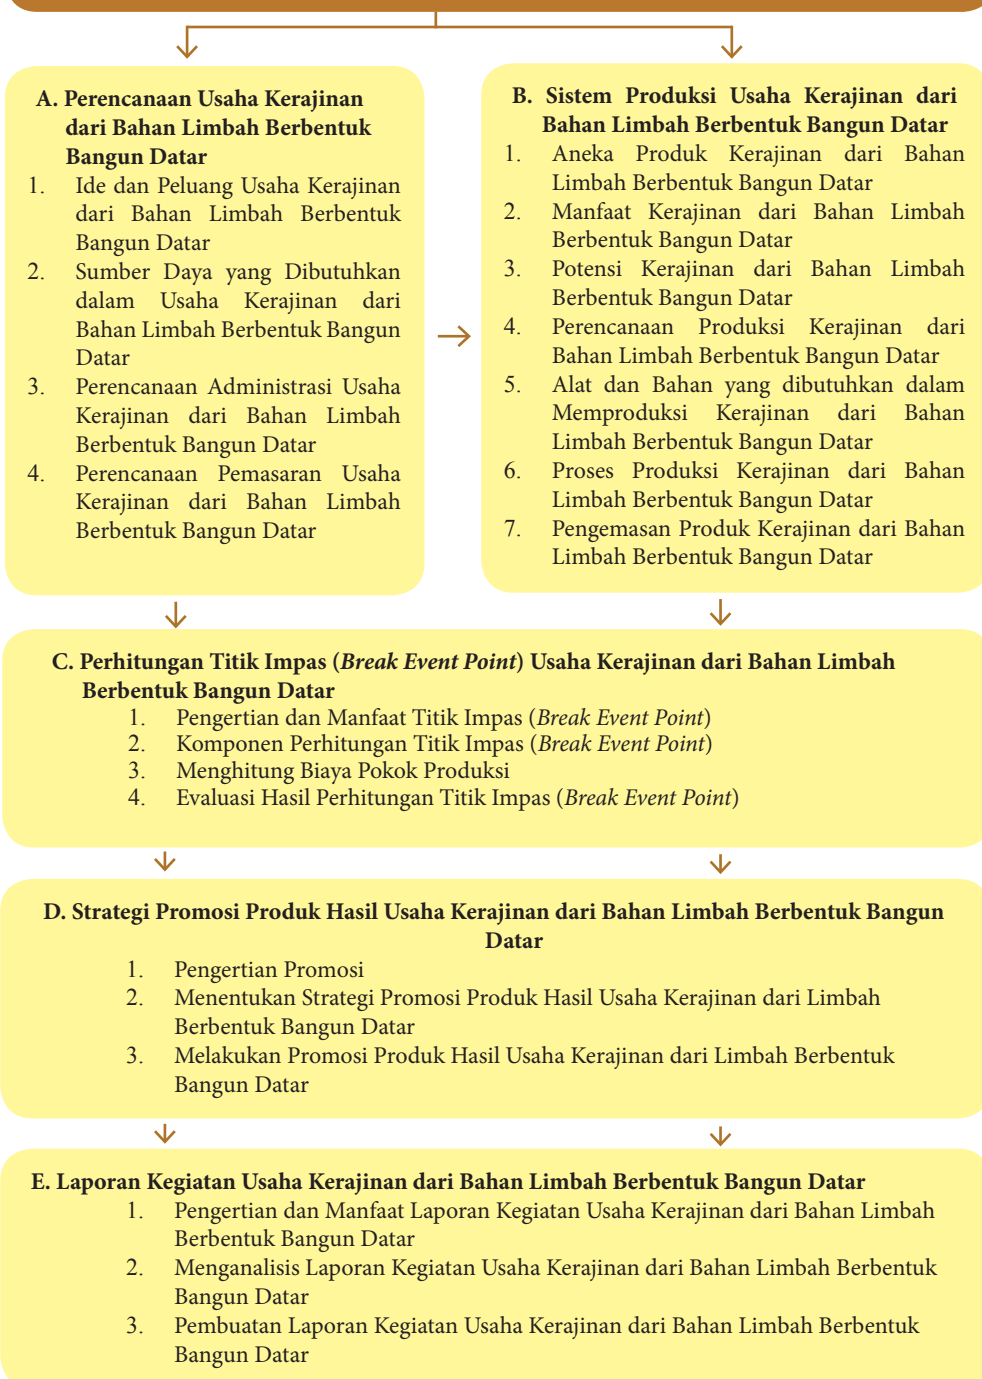 A. Perencanaan Usaha Kerajinan
dari Bahan Limbah Berbentuk
Bangun Datar
1. Ide dan Peluang Usaha Kerajinan
dari Bahan Limbah Berbentuk
Bangun Datar
2. Sumber Daya yang Dibutuhkan
dalam Usaha Kerajinan dari
Bahan Limbah Berbentuk Bangun
Datar
3. Perencanaan Administrasi Usaha
Kerajinan dari Bahan Limbah
Berbentuk Bangun Datar
4. Perencanaan Pemasaran Usaha
Kerajinan dari Bahan Limbah
Berbentuk Bangun Datar
B. Sistem Produksi Usaha Kerajinan dari
Bahan Limbah Berbentuk Bangun Datar
1. Aneka Produk Kerajinan dari Bahan
Limbah Berbentuk Bangun Datar
2. Manfaat Kerajinan dari Bahan Limbah
Berbentuk Bangun Datar
3. Potensi Kerajinan dari Bahan Limbah
Berbentuk Bangun Datar
4. Perencanaan Produksi Kerajinan dari
Bahan Limbah Berbentuk Bangun Datar
5. Alat dan Bahan yang dibutuhkan dalam
Memproduksi Kerajinan dari Bahan
Limbah Berbentuk Bangun Datar
6. Proses Produksi Kerajinan dari Bahan
Limbah Berbentuk Bangun Datar
7. Pengemasan Produk Kerajinan dari Bahan
Limbah Berbentuk Bangun Datar
C. Perhitungan Titik Impas (Break Event Point) Usaha Kerajinan dari Bahan Limbah
Berbentuk Bangun Datar
1. Pengertian dan Manfaat Titik Impas (Break Event Point)
2. Komponen Perhitungan Titik Impas (Break Event Point)
3. Menghitung Biaya Pokok Produksi
4. Evaluasi Hasil Perhitungan Titik Impas (Break Event Point)
D. Strategi Promosi Produk Hasil Usaha Kerajinan dari Bahan Limbah Berbentuk Bangun
Datar
1. Pengertian Promosi
2. Menentukan Strategi Promosi Produk Hasil Usaha Kerajinan dari Limbah
Berbentuk Bangun Datar
3. Melakukan Promosi Produk Hasil Usaha Kerajinan dari Limbah Berbentuk
Bangun Datar
E. Laporan Kegiatan Usaha Kerajinan dari Bahan Limbah Berbentuk Bangun Datar
1. Pengertian dan Manfaat Laporan Kegiatan Usaha Kerajinan dari Bahan Limbah
Berbentuk Bangun Datar
2. Menganalisis Laporan Kegiatan Usaha Kerajinan dari Bahan Limbah Berbentuk
Bangun Datar
3. Pembuatan Laporan Kegiatan Usaha Kerajinan dari Bahan Limbah Berbentuk
Bangun Datar